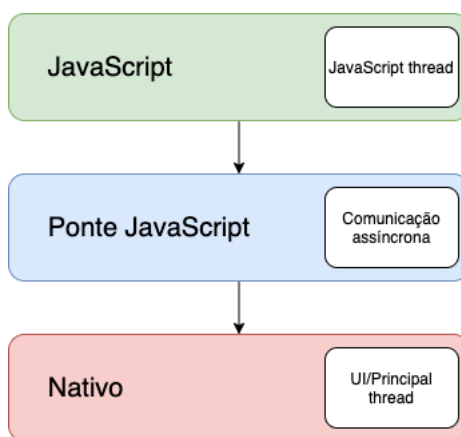 JavaScript
JavaScript thread
Ponte JavaScript
Comunicação
assíncrona
Nativo
UI/Principal
thread